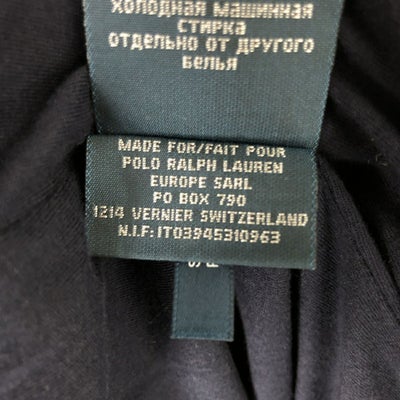 ХОЛОДНАЯ МАШИННАЯ
СТИРКА
ОТДЕЛЬНО ОТ ДРУГОГО
БЕЛЬЯ
MADE FOR/FAIT POUR
POLO RALPH LAUREN
EUROPE SARL
PO BOX 790
1214 VERNIER SWITZERLAND
N.I.F: IT03945310963